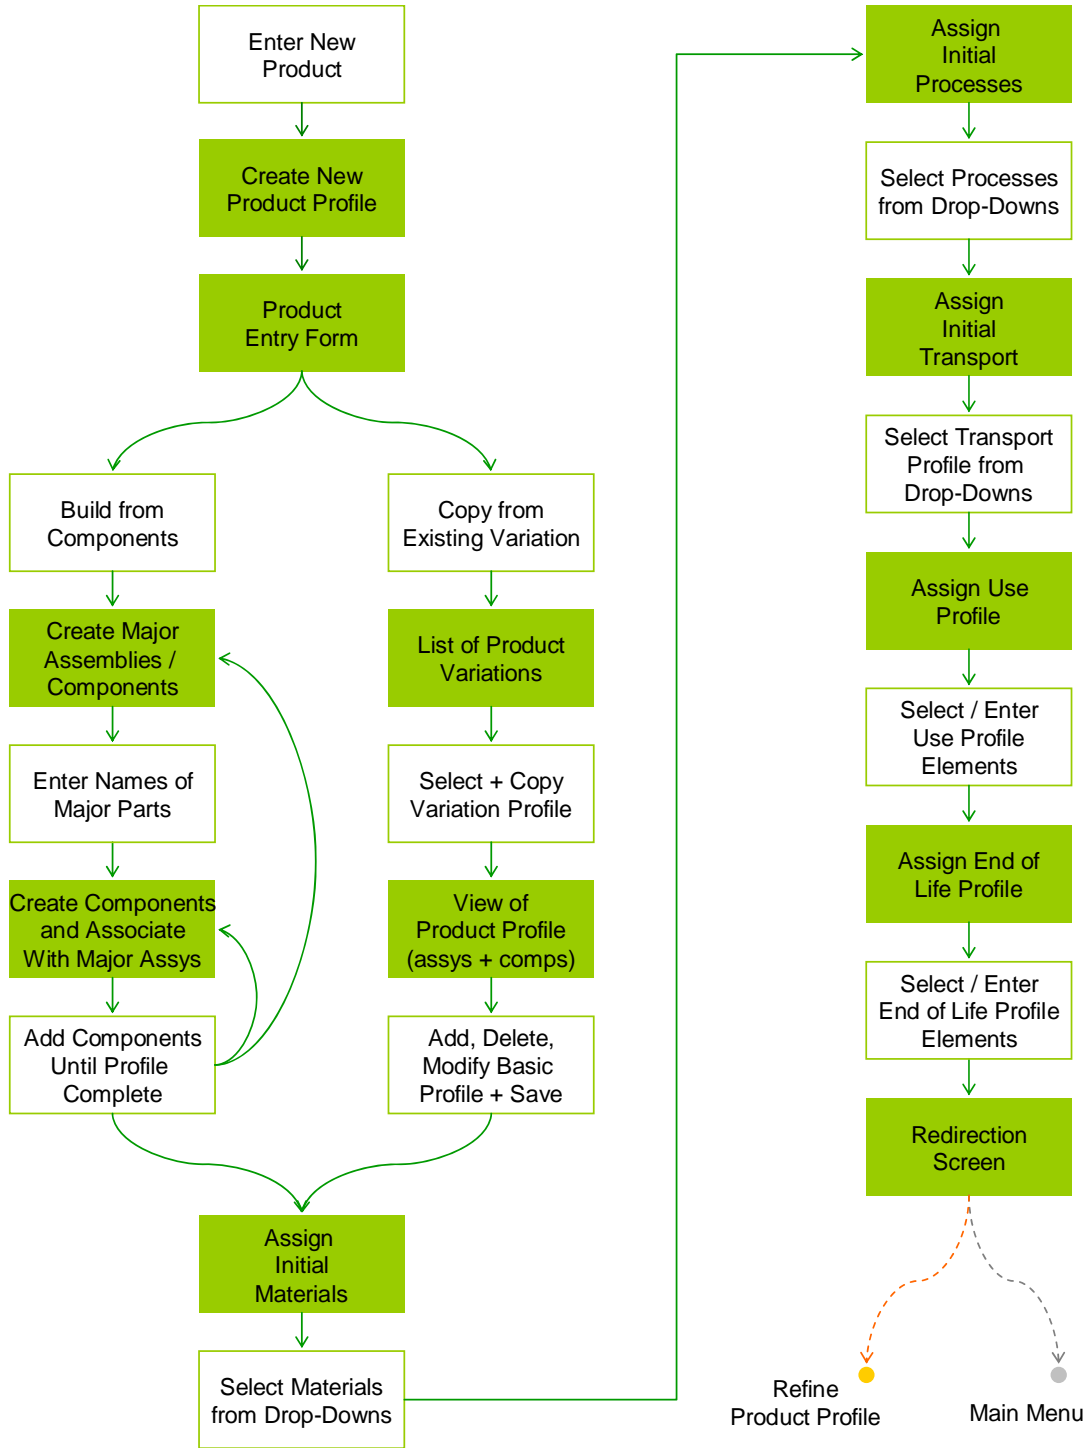 Enter New
Product
Create New
Product Profile
Product
Entry Form
Build from
Components
Create Major
Assemblies /
Components
Enter Names of
Major Parts
Create Components
and Associate
With Major Assys
Add Components
Until Profile
Complete
Copy from
Existing Variation
List of Product
Variations
Select + Copy
Variation Profile
View of
Product Profile
(assys + comps)
Add, Delete,
Modify Basic
Profile + Save
Assign
Initial
Materials
Select Materials
from Drop-Downs
Assign
Initial
Processes
Select Processes
from Drop-Downs
Assign
Initial
Transport
Select Transport
Profile from
Drop-Downs
Assign Use
Profile
Select / Enter
Use Profile
Elements
Assign End of
Life Profile
Select / Enter
End of Life Profile
Elements
Redirection
Screen
Refine
Product Profile
Main Menu